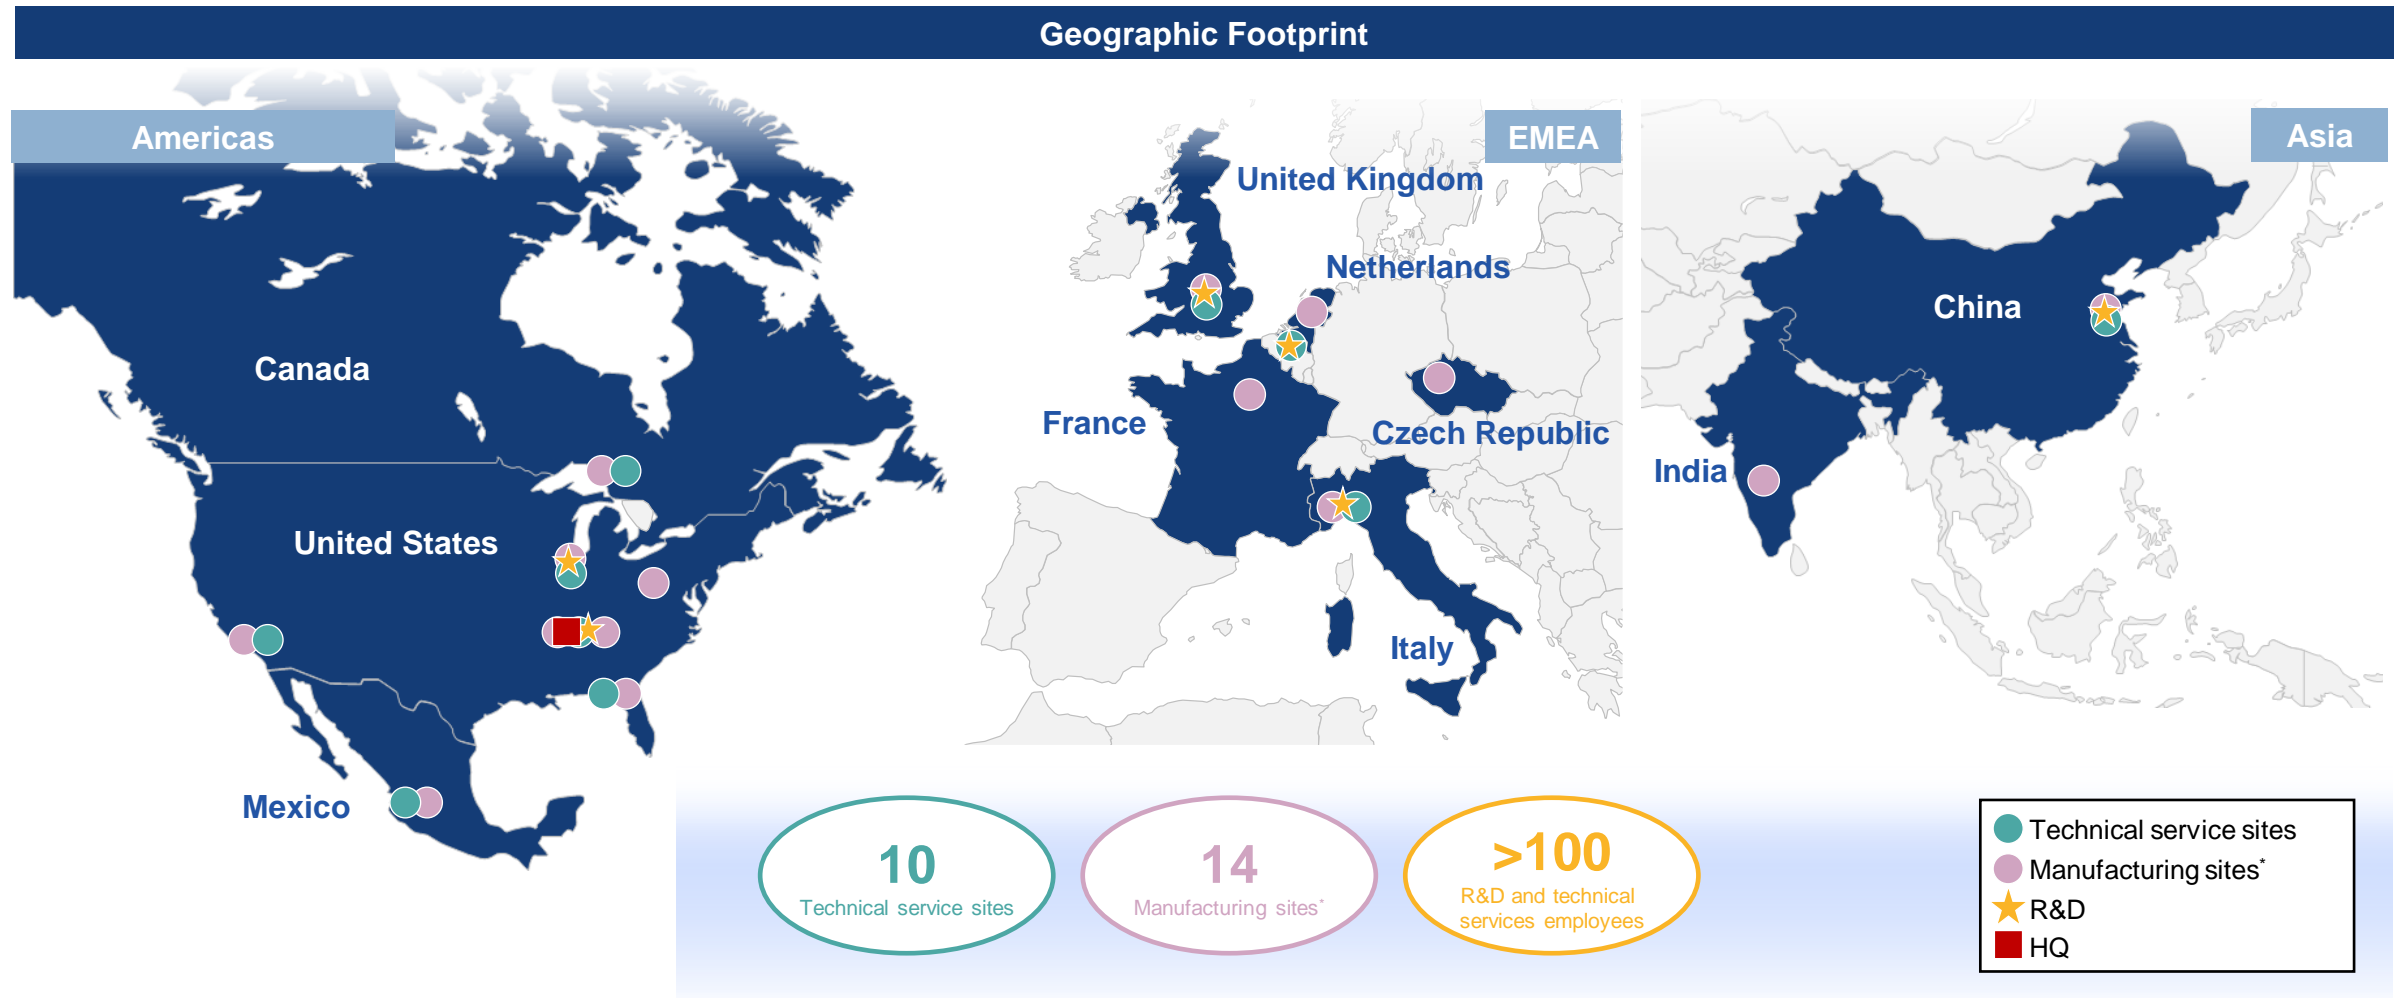 Geographic Footprint
Americas
Canada
United States
Mexico
EMEA
United Kingdom
Netherlands
France
Czech Republic
Italy
Asia
China
India
10
Technical service sites
14
Manufacturing sites*
>100
R&D and technical
services employees
Technical service sites
Manufacturing sites*
R&D
HQ